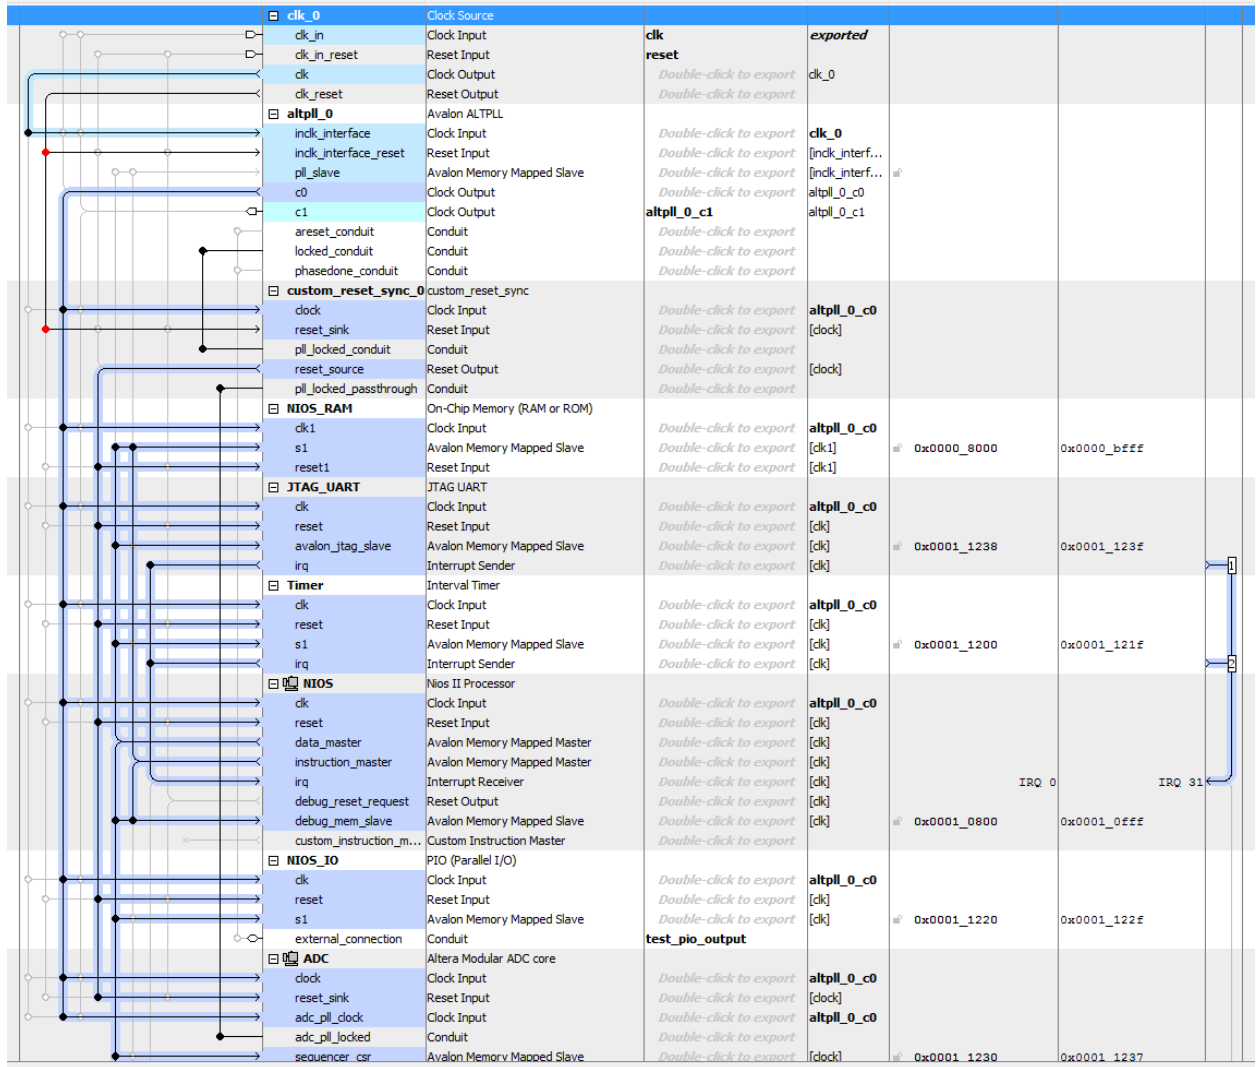 clk_0 Clock Source
clk_in Clock Input clk exported
clk_in_reset Reset Input reset
clk Clock Output Double-click to export clk_0
clk_reset Reset Output Double-click to export
altpll_0 Avalon ALTPLL
inclk_interface Clock Input Double-click to export clk_0
inclk_interface_reset Reset Input Double-click to export [inclk_interf...
pll_slave Avalon Memory Mapped Slave Double-click to export [inclk_interf...
c0 Clock Output Double-click to export altpll_0_c0
c1 Clock Output altpll_0_c1 altpll_0_c1
areset_conduit Conduit Double-click to export
locked_conduit Conduit Double-click to export
phasedone_conduit Conduit Double-click to export
custom_reset_sync_0 custom_reset_sync
clock Clock Input Double-click to export altpll_0_c0
reset_sink Reset Input Double-click to export [clock]
pll_locked_conduit Conduit Double-click to export
reset_source Reset Output Double-click to export [clock]
pll_locked_passthrough Conduit Double-click to export
NIOS_RAM On-Chip Memory (RAM or ROM)
clk1 Clock Input Double-click to export altpll_0_c0
s1 Avalon Memory Mapped Slave Double-click to export [clk1] 0x0000_8000 0x0000_bfff
reset1 Reset Input Double-click to export [clk1]
JTAG_UART JTAG UART
clk Clock Input Double-click to export altpll_0_c0
reset Reset Input Double-click to export [clk]
avalon_jtag_slave Avalon Memory Mapped Slave Double-click to export [clk] 0x0001_1238 0x0001_123f
irq Interrupt Sender Double-click to export [clk] 1
Timer Interval Timer
clk Clock Input Double-click to export altpll_0_c0
reset Reset Input Double-click to export [clk]
s1 Avalon Memory Mapped Slave Double-click to export [clk] 0x0001_1200 0x0001_121f
irq Interrupt Sender Double-click to export [clk] 2
NIOS Nios II Processor
clk Clock Input Double-click to export altpll_0_c0
reset Reset Input Double-click to export [clk]
data_master Avalon Memory Mapped Master Double-click to export [clk]
instruction_master Avalon Memory Mapped Master Double-click to export [clk]
irq Interrupt Receiver Double-click to export [clk] IRQ 0 IRQ 31
debug_reset_request Reset Output Double-click to export [clk]
debug_mem_slave Avalon Memory Mapped Slave Double-click to export [clk] 0x0001_0800 0x0001_0fff
custom_instruction_m... Custom Instruction Master Double-click to export
NIOS_IO PIO (Parallel I/O)
clk Clock Input Double-click to export altpll_0_c0
reset Reset Input Double-click to export [clk]
s1 Avalon Memory Mapped Slave Double-click to export [clk] 0x0001_1220 0x0001_122f
external_connection Conduit test_pio_output
ADC Altera Modular ADC core
clock Clock Input Double-click to export altpll_0_c0
reset_sink Reset Input Double-click to export [clock]
adc_pll_clock Clock Input Double-click to export altpll_0_c0
adc_pll_locked Conduit Double-click to export
sequencer_csr Avalon Memory Mapped Slave Double-click to export [clock] 0x0001_1230 0x0001_1237